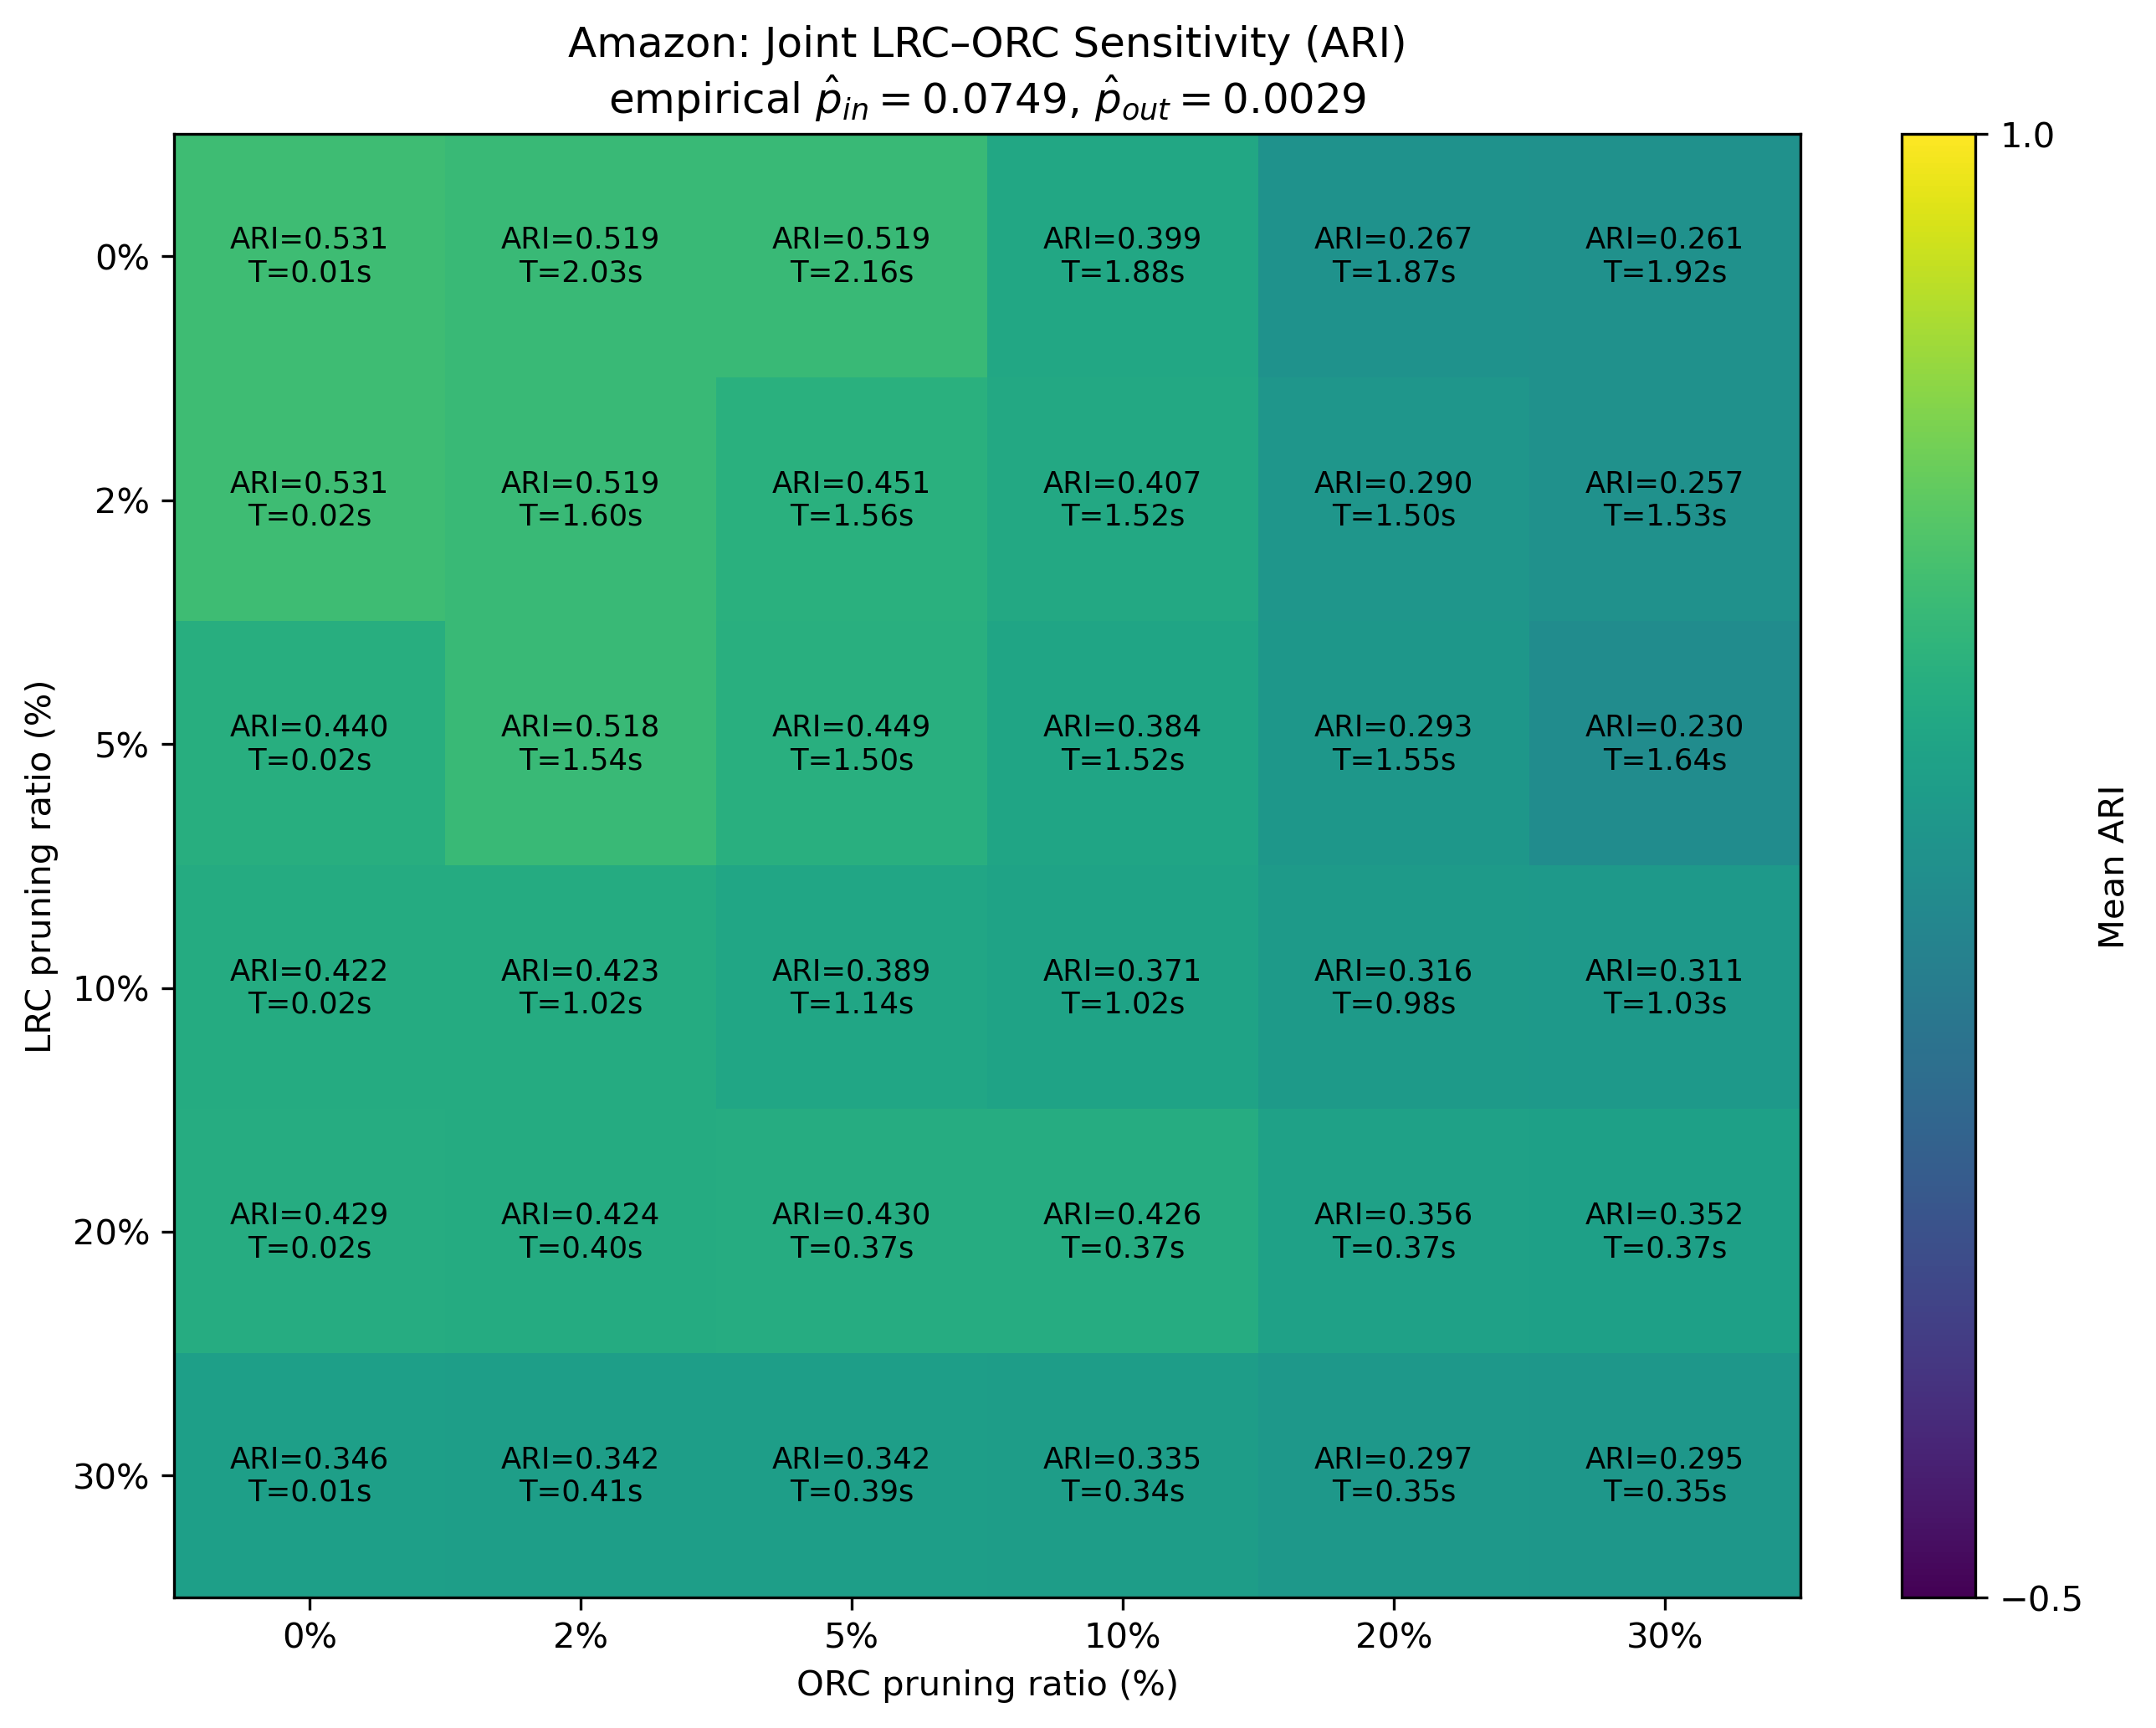 Amazon: Joint LRC–ORC Sensitivity (ARI)
empirical p̂_in = 0.0749, p̂_out = 0.0029
LRC pruning ratio (%)
0%
ARI=0.531 ARI=0.519 ARI=0.519 ARI=0.399 ARI=0.267 ARI=0.261
T=0.01s T=2.03s T=2.16s T=1.88s T=1.87s T=1.92s
2%
ARI=0.531 ARI=0.519 ARI=0.451 ARI=0.407 ARI=0.290 ARI=0.257
T=0.02s T=1.60s T=1.56s T=1.52s T=1.50s T=1.53s
5%
ARI=0.440 ARI=0.518 ARI=0.449 ARI=0.384 ARI=0.293 ARI=0.230
T=0.02s T=1.54s T=1.50s T=1.52s T=1.55s T=1.64s
10%
ARI=0.422 ARI=0.423 ARI=0.389 ARI=0.371 ARI=0.316 ARI=0.311
T=0.02s T=1.02s T=1.14s T=1.02s T=0.98s T=1.03s
20%
ARI=0.429 ARI=0.424 ARI=0.430 ARI=0.426 ARI=0.356 ARI=0.352
T=0.02s T=0.40s T=0.37s T=0.37s T=0.37s T=0.37s
30%
ARI=0.346 ARI=0.342 ARI=0.342 ARI=0.335 ARI=0.297 ARI=0.295
T=0.01s T=0.41s T=0.39s T=0.34s T=0.35s T=0.35s
0% 2% 5% 10% 20% 30%
ORC pruning ratio (%)
1.0
−0.5
Mean ARI